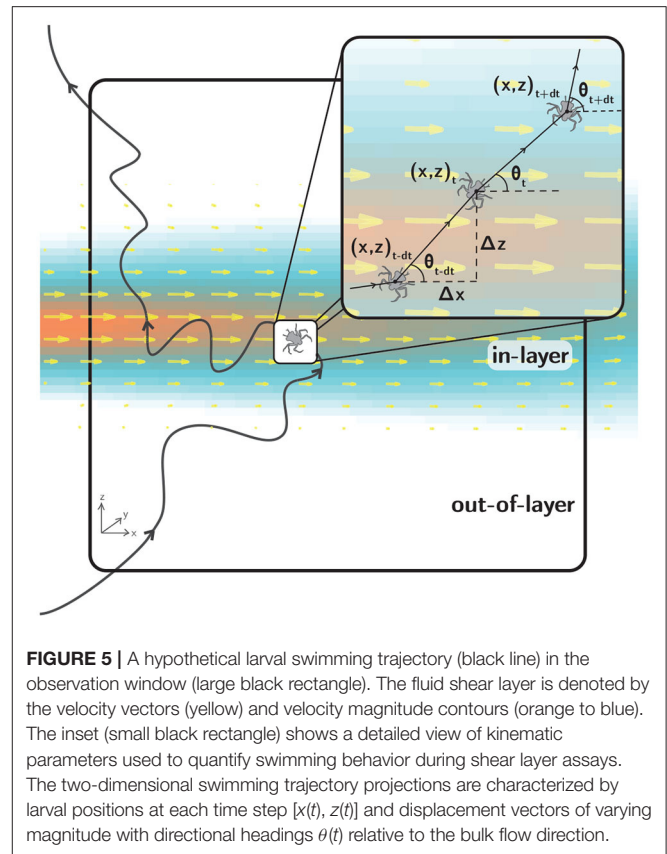 (x,z)t+dt
θt+dt
(x,z)t
θt
(x,z)t-dt
θt-dt
Δz
Δx
in-layer
out-of-layer
z
y
x
FIGURE 5 | A hypothetical larval swimming trajectory (black line) in the
observation window (large black rectangle). The fluid shear layer is denoted by
the velocity vectors (yellow) and velocity magnitude contours (orange to blue).
The inset (small black rectangle) shows a detailed view of kinematic
parameters used to quantify swimming behavior during shear layer assays.
The two-dimensional swimming trajectory projections are characterized by
larval positions at each time step [x(t), z(t)] and displacement vectors of varying
magnitude with directional headings θ(t) relative to the bulk flow direction.